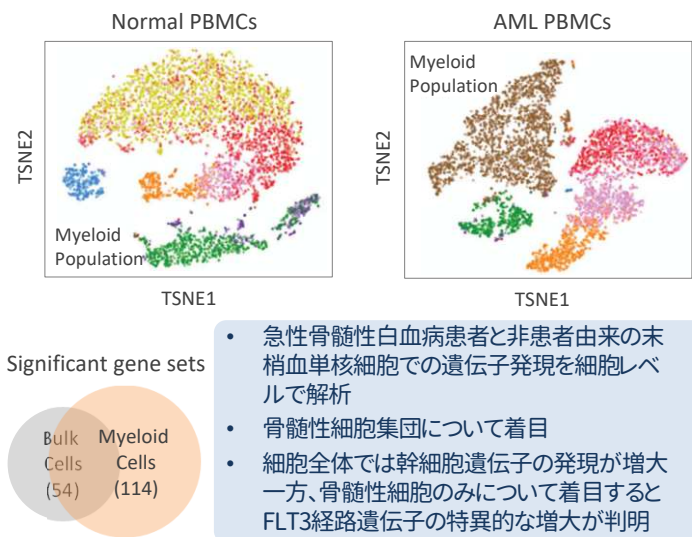 Normal PBMCs
AML PBMCs
TSNE2
Myeloid
Population
TSNE1
TSNE2
Myeloid
Population
TSNE1
Significant gene sets
Bulk
Cells
(54)
Myeloid
Cells
(114)
• 急性骨髄性白血病患者と非患者由来の末
梢血単核細胞での遺伝子発現を細胞レベ
ルで解析
• 骨髄性細胞集団について着目
• 細胞全体では幹細胞遺伝子の発現が増大
一方、骨髄性細胞のみについて着目すると
FLT3経路遺伝子の特異的な増大が判明